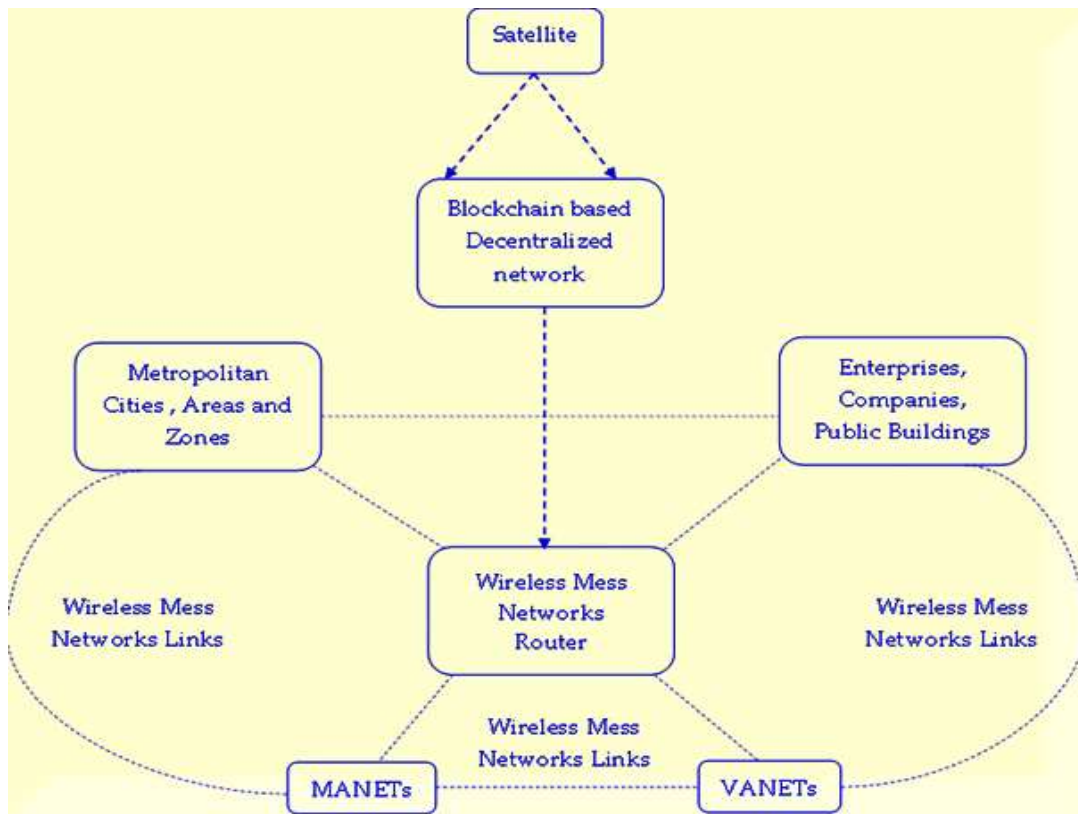 Satellite
Blockchain based
Decentralized
network
Metropolitan
Cities , Areas and
Zones
Enterprises,
Companies,
Public Buildings
Wireless Mess
Networks
Router
Wireless Mess
Networks Links
Wireless Mess
Networks Links
Wireless Mess
Networks Links
MANETs
VANETs